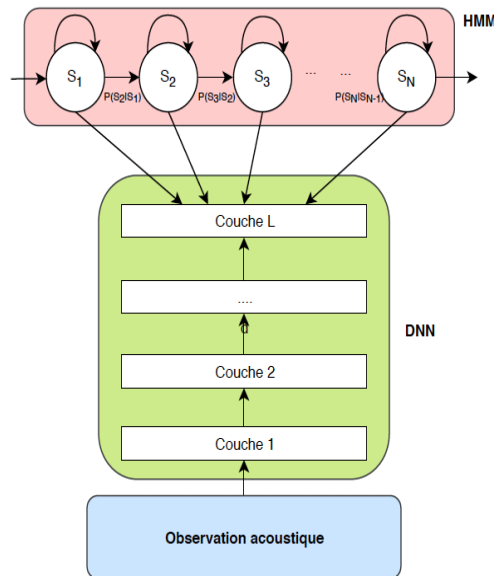 HMM
S1 S2 S3 ... ... SN
P(S2|S1) P(S3|S2) P(SN|SN-1)
Couche L
....
Couche 2
DNN
Couche 1
Observation acoustique